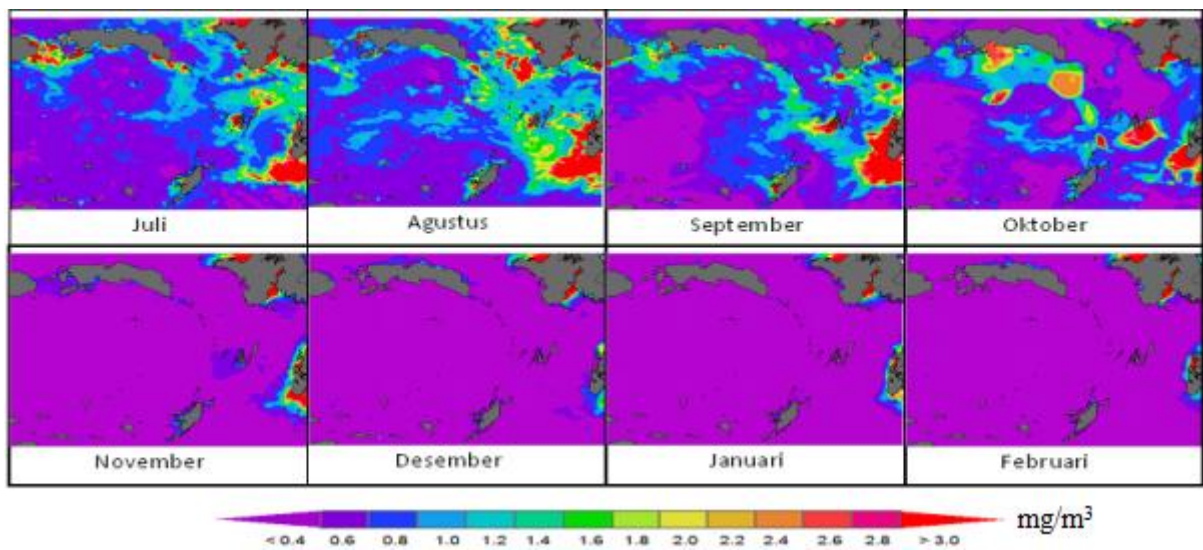 Juli
Agustus
September
Oktober
November
Desember
Januari
Februari
< 0.4 0.6 0.8 1.0 1.2 1.4 1.6 1.8 2.0 2.2 2.4 2.6 2.8 > 3.0 mg/m³